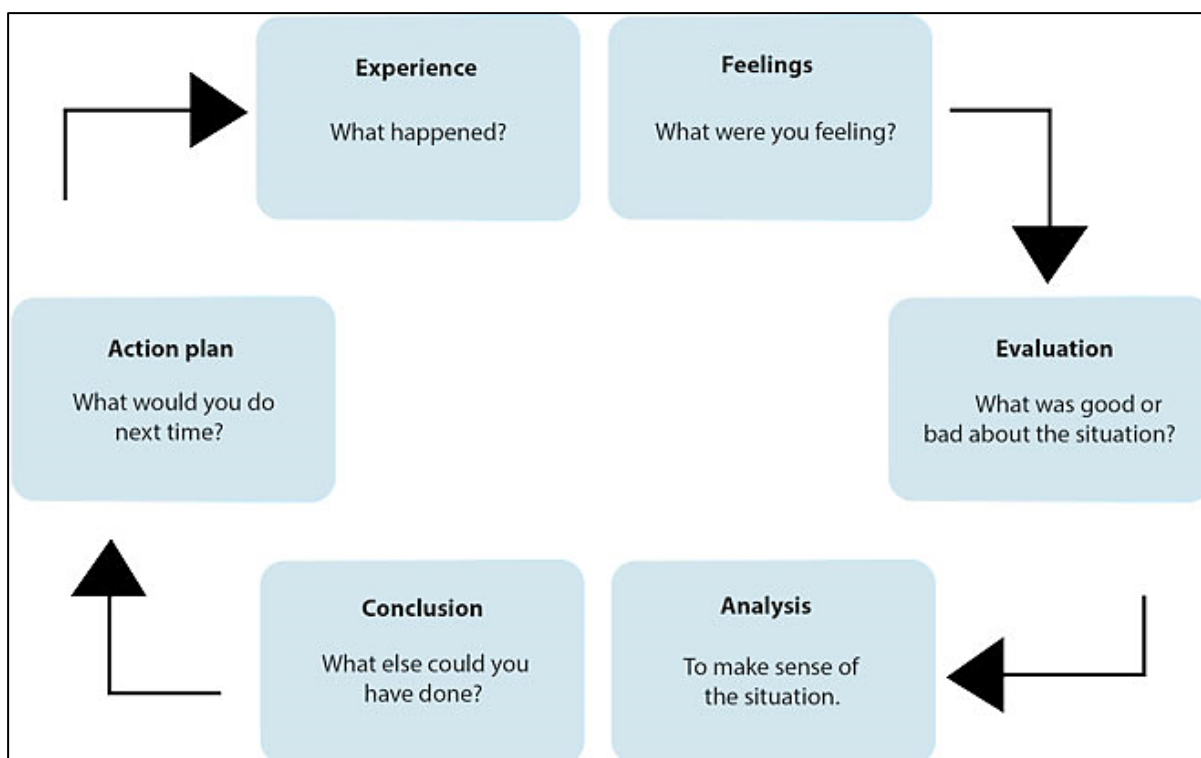 Experience
What happened?
Feelings
What were you feeling?
Evaluation
What was good or
bad about the situation?
Analysis
To make sense of
the situation.
Conclusion
What else could you
have done?
Action plan
What would you do
next time?